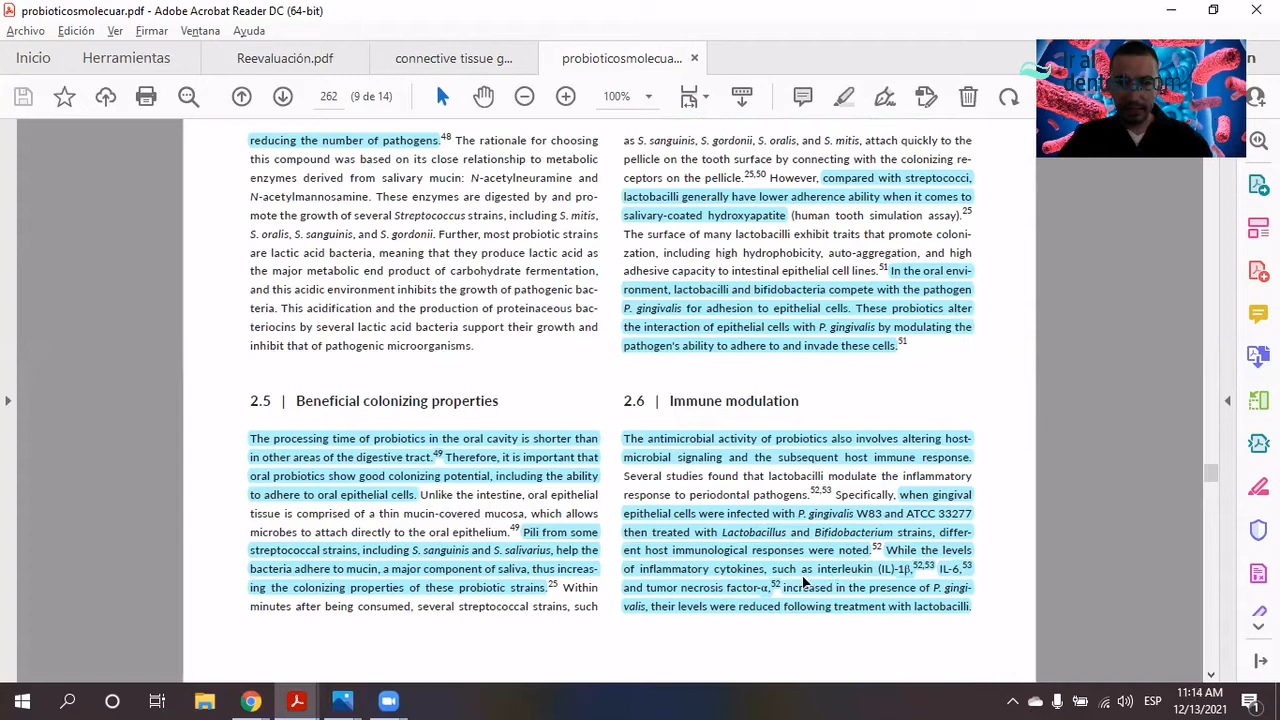 probioticosmolecuar.pdf - Adobe Acrobat Reader DC (64-bit)
Archivo Edición Ver Firmar Ventana Ayuda
Inicio Herramientas Reevaluación.pdf connective tissue g... probioticosmolecua... ×
262 (9 de 14) 100%
Ir al
dentista.com
reducing the number of pathogens.48 The rationale for choosing
this compound was based on its close relationship to metabolic
enzymes derived from salivary mucin: N-acetylneuramine and
N-acetylmannosamine. These enzymes are digested by and pro-
mote the growth of several Streptococcus strains, including S. mitis,
S. oralis, S. sanguinis, and S. gordonii. Further, most probiotic strains
are lactic acid bacteria, meaning that they produce lactic acid as
the major metabolic end product of carbohydrate fermentation,
and this acidic environment inhibits the growth of pathogenic bac-
teria. This acidification and the production of proteinaceous bac-
teriocins by several lactic acid bacteria support their growth and
inhibit that of pathogenic microorganisms.
2.5 | Beneficial colonizing properties
The processing time of probiotics in the oral cavity is shorter than
in other areas of the digestive tract.49 Therefore, it is important that
oral probiotics show good colonizing potential, including the ability
to adhere to oral epithelial cells. Unlike the intestine, oral epithelial
tissue is comprised of a thin mucin-covered mucosa, which allows
microbes to attach directly to the oral epithelium.49 Pili from some
streptococcal strains, including S. sanguinis and S. salivarius, help the
bacteria adhere to mucin, a major component of saliva, thus increas-
ing the colonizing properties of these probiotic strains.25 Within
minutes after being consumed, several streptococcal strains, such
as S. sanguinis, S. gordonii, S. oralis, and S. mitis, attach quickly to the
pellicle on the tooth surface by connecting with the colonizing re-
ceptors on the pellicle.25,50 However, compared with streptococci,
lactobacilli generally have lower adherence ability when it comes to
salivary-coated hydroxyapatite (human tooth simulation assay).25
The surface of many lactobacilli exhibit traits that promote coloni-
zation, including high hydrophobicity, auto-aggregation, and high
adhesive capacity to intestinal epithelial cell lines.51 In the oral envi-
ronment, lactobacilli and bifidobacteria compete with the pathogen
P. gingivalis for adhesion to epithelial cells. These probiotics alter
the interaction of epithelial cells with P. gingivalis by modulating the
pathogen's ability to adhere to and invade these cells.51
2.6 | Immune modulation
The antimicrobial activity of probiotics also involves altering host-
microbial signaling and the subsequent host immune response.
Several studies found that lactobacilli modulate the inflammatory
response to periodontal pathogens.52,53 Specifically, when gingival
epithelial cells were infected with P. gingivalis W83 and ATCC 33277
then treated with Lactobacillus and Bifidobacterium strains, differ-
ent host immunological responses were noted.52 While the levels
of inflammatory cytokines, such as interleukin (IL)-1β,52,53 IL-6,53
and tumor necrosis factor-α,52 increased in the presence of P. gingi-
valis, their levels were reduced following treatment with lactobacilli.
ESP
11:14 AM
12/13/2021
1